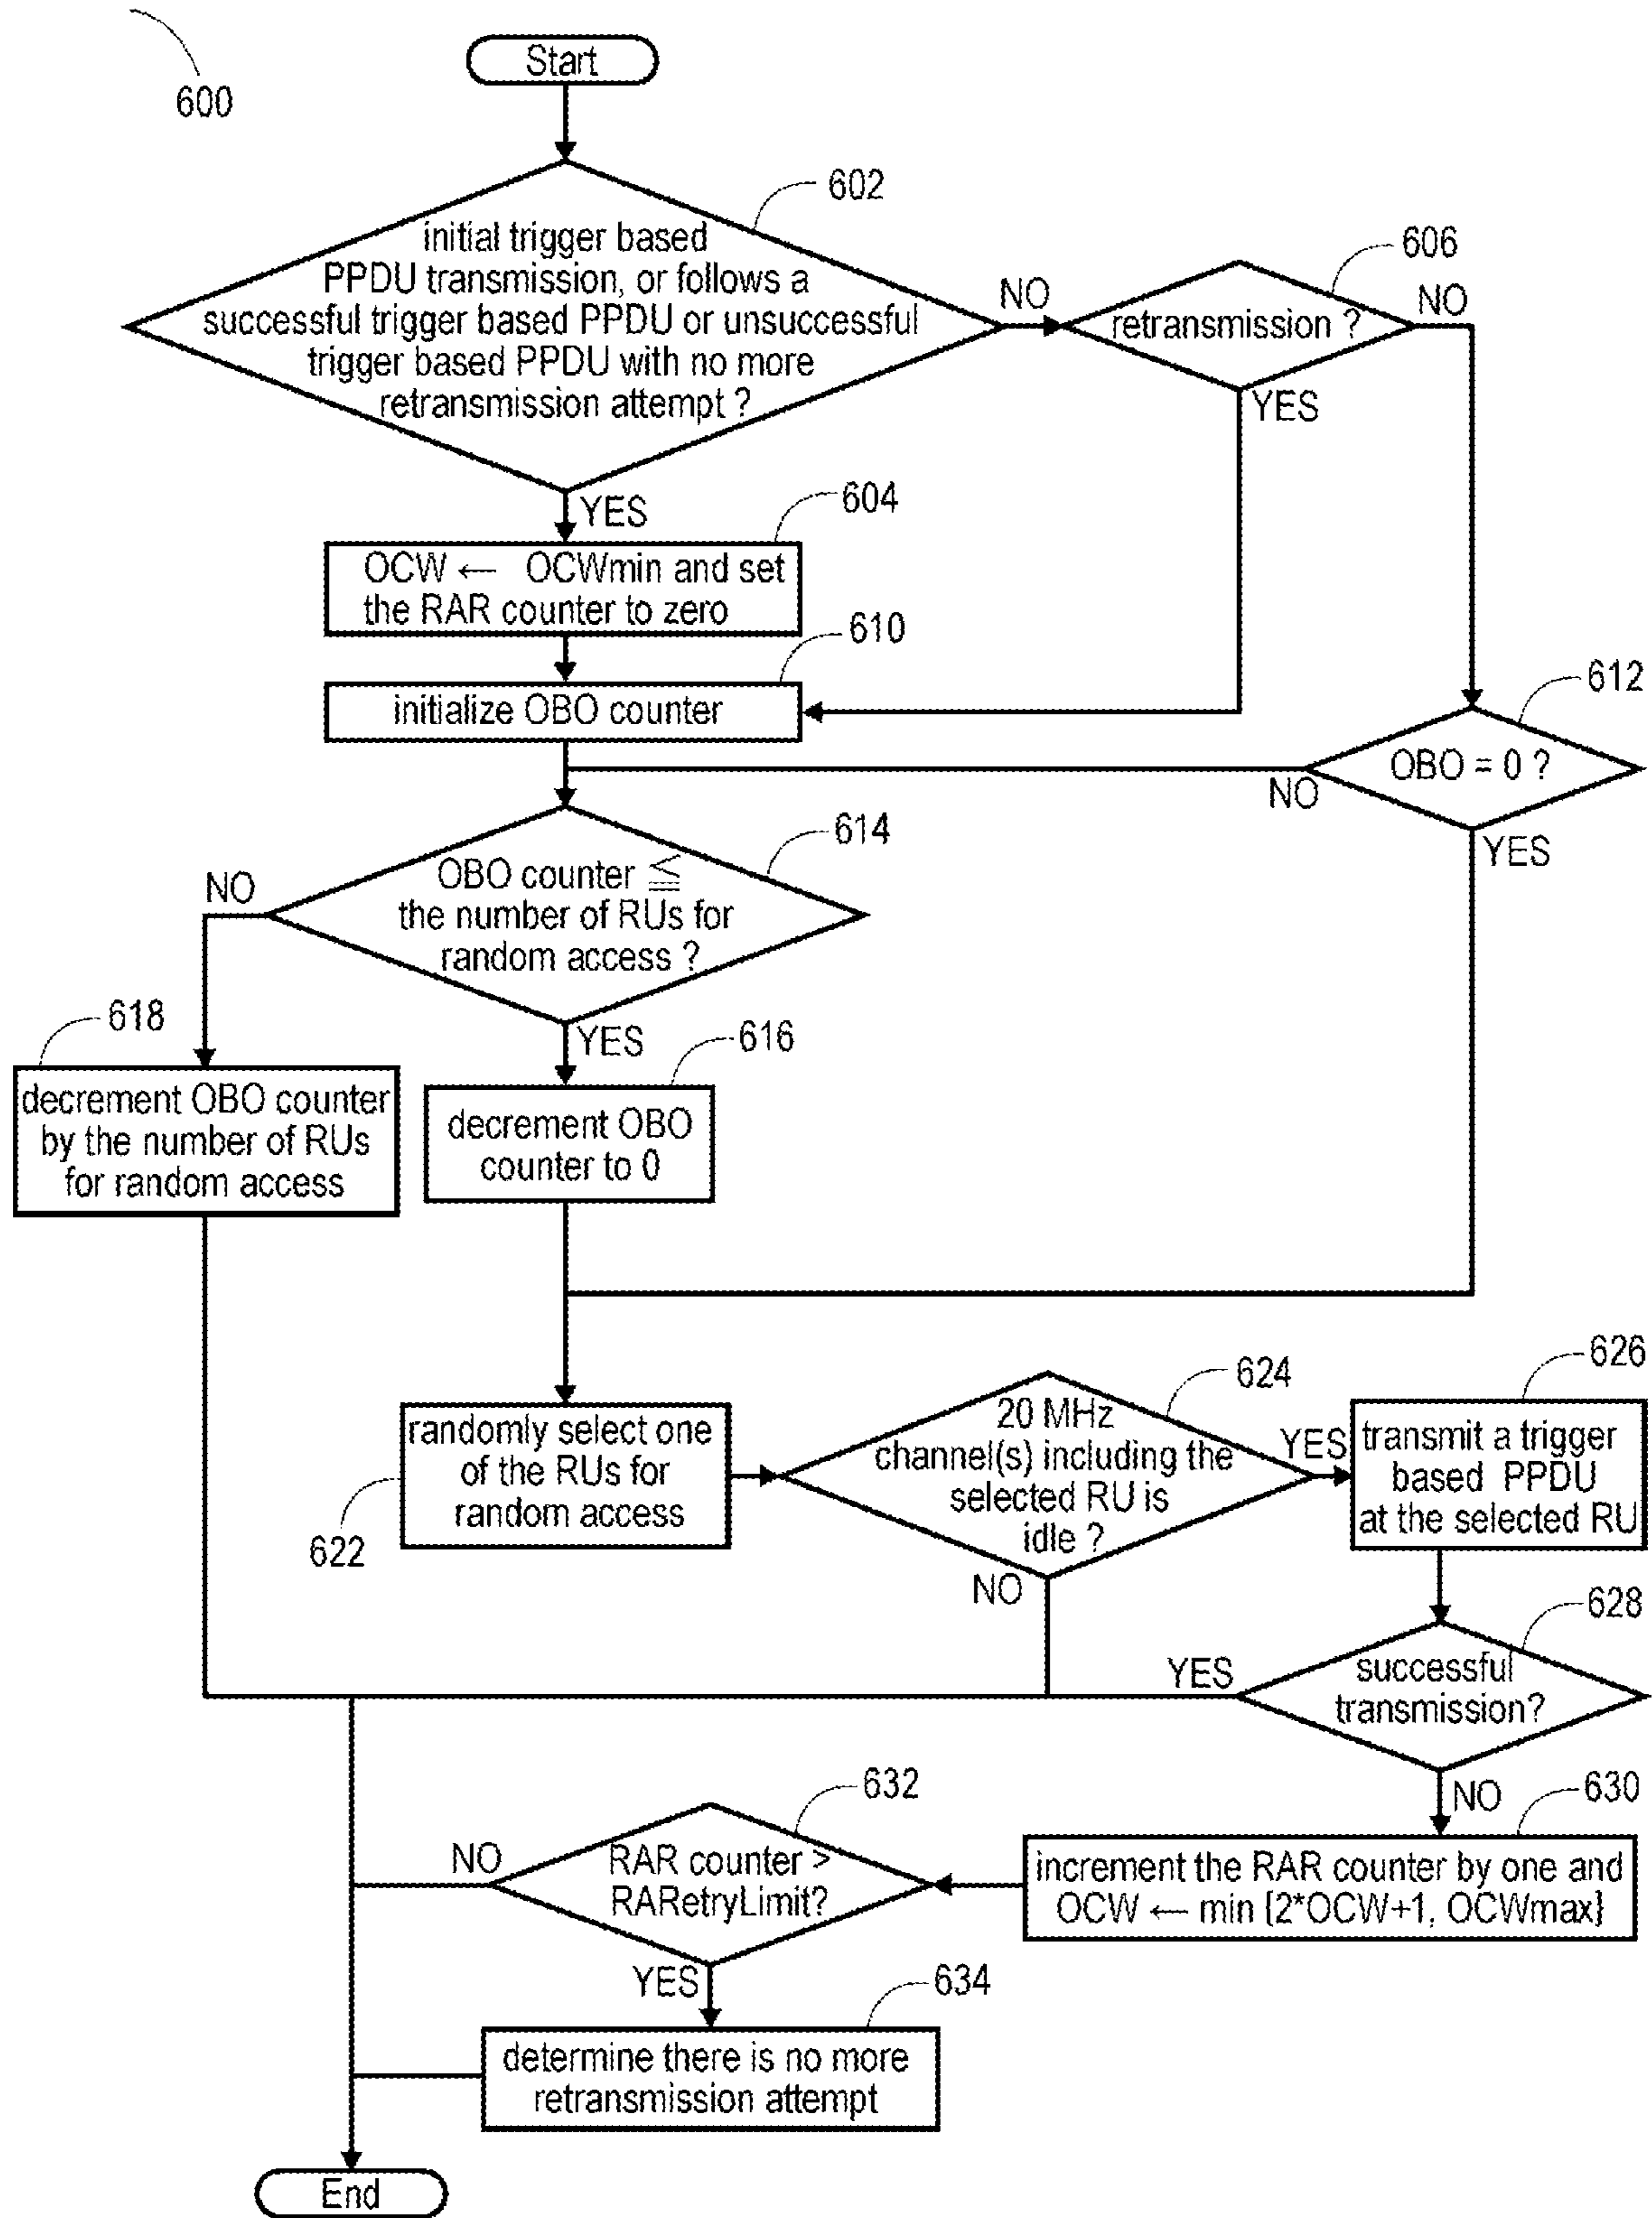 600
Start
602
initial trigger based
PPDU transmission, or follows a
successful trigger based PPDU or unsuccessful
trigger based PPDU with no more
retransmission attempt ?
NO
606
retransmission ?
NO
YES
YES
604
OCW ← OCWmin and set
the RAR counter to zero
610
initialize OBO counter
612
OBO = 0 ?
NO
YES
614
OBO counter ≦
the number of RUs for
random access ?
NO
YES
618
decrement OBO counter
by the number of RUs
for random access
616
decrement OBO
counter to 0
622
randomly select one
of the RUs for
random access
624
20 MHz
channel(s) including the
selected RU is
idle ?
YES
NO
626
transmit a trigger
based PPDU
at the selected RU
628
successful
transmission?
YES
NO
630
increment the RAR counter by one and
OCW ← min [2*OCW+1, OCWmax}
632
RAR counter >
RARetryLimit?
NO
YES
634
determine there is no more
retransmission attempt
End